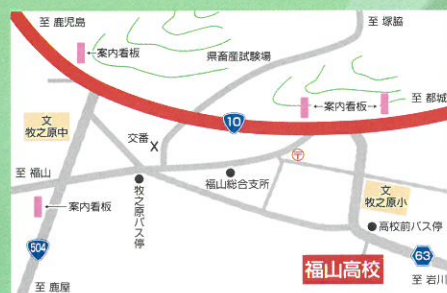 至 鹿児島
至 塚脇
案内看板
県畜産試験場
文
牧之原中
10
案内看板
至 都城
交番
至 福山
福山総合支所
牧之原バス停
文
牧之原小
案内看板
高校前バス停
504
福山高校
63
至 鹿屋
至 岩川